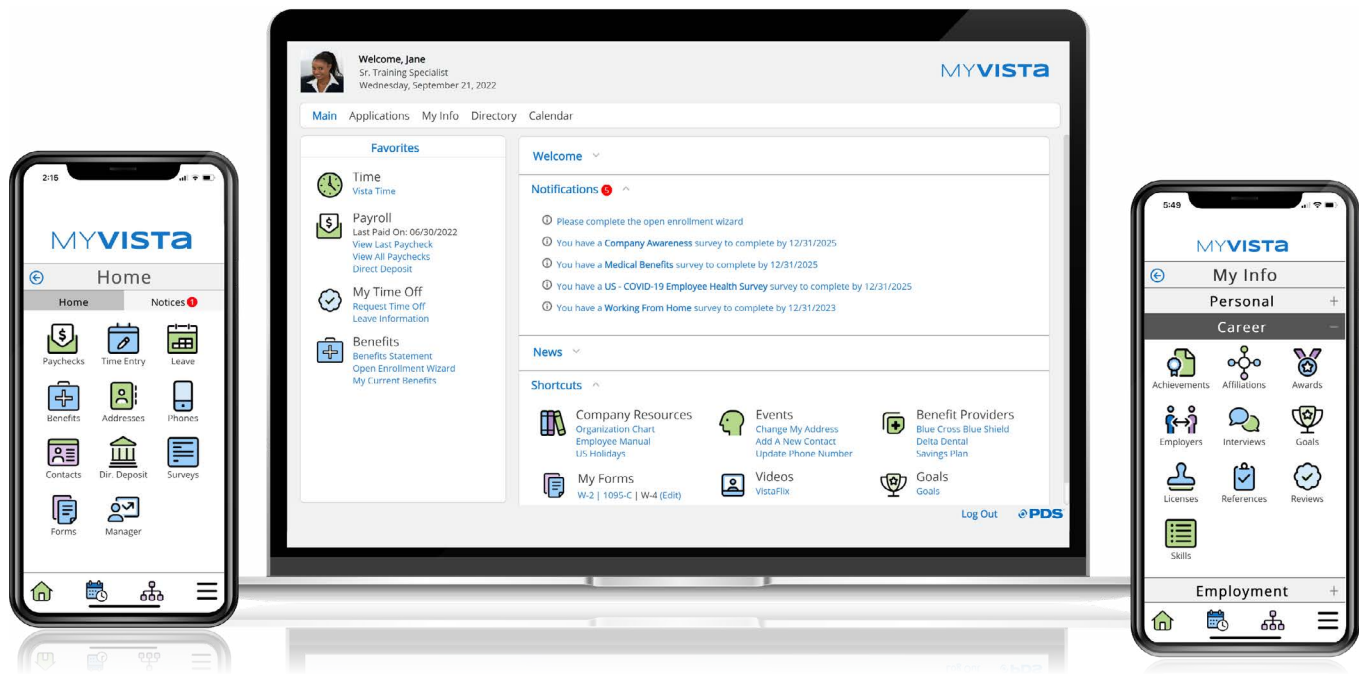 2:15
MYVISTA
Home
Home
Notices 1
Paychecks
Time Entry
Leave
Benefits
Addresses
Phones
Contacts
Dir. Deposit
Surveys
Forms
Manager
Welcome, Jane
Sr. Training Specialist
Wednesday, September 21, 2022
MYVISTA
Main Applications My Info Directory Calendar
Favorites
Time
Vista Time
Payroll
Last Paid On: 06/30/2022
View Last Paycheck
View All Paychecks
Direct Deposit
My Time Off
Request Time Off
Leave Information
Benefits
Benefits Statement
Open Enrollment Wizard
My Current Benefits
Welcome
Notifications 5
Please complete the open enrollment wizard
You have a Company Awareness survey to complete by 12/31/2025
You have a Medical Benefits survey to complete by 12/31/2025
You have a US - COVID-19 Employee Health Survey survey to complete by 12/31/2025
You have a Working From Home survey to complete by 12/31/2023
News
Shortcuts
Company Resources
Organization Chart
Employee Manual
US Holidays
Events
Change My Address
Add A New Contact
Update Phone Number
Benefit Providers
Blue Cross Blue Shield
Delta Dental
Savings Plan
My Forms
W-2 | 1095-C | W-4 (Edit)
Videos
VistaFlix
Goals
Goals
Log Out
PDS
5:49
MYVISTA
My Info
Personal +
Career −
Achievements
Affiliations
Awards
Employers
Interviews
Goals
Licenses
References
Reviews
Skills
Employment +